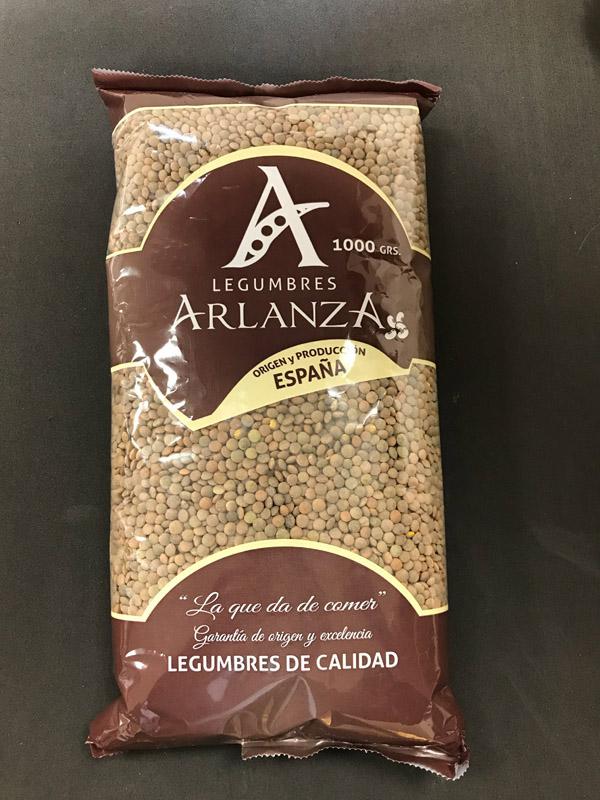 1000 GRS.
LEGUMBRES
ARLANZA
ORIGEN y PRODUCCIÓN
ESPAÑA
"La que da de comer"
Garantía de origen y excelencia
LEGUMBRES DE CALIDAD